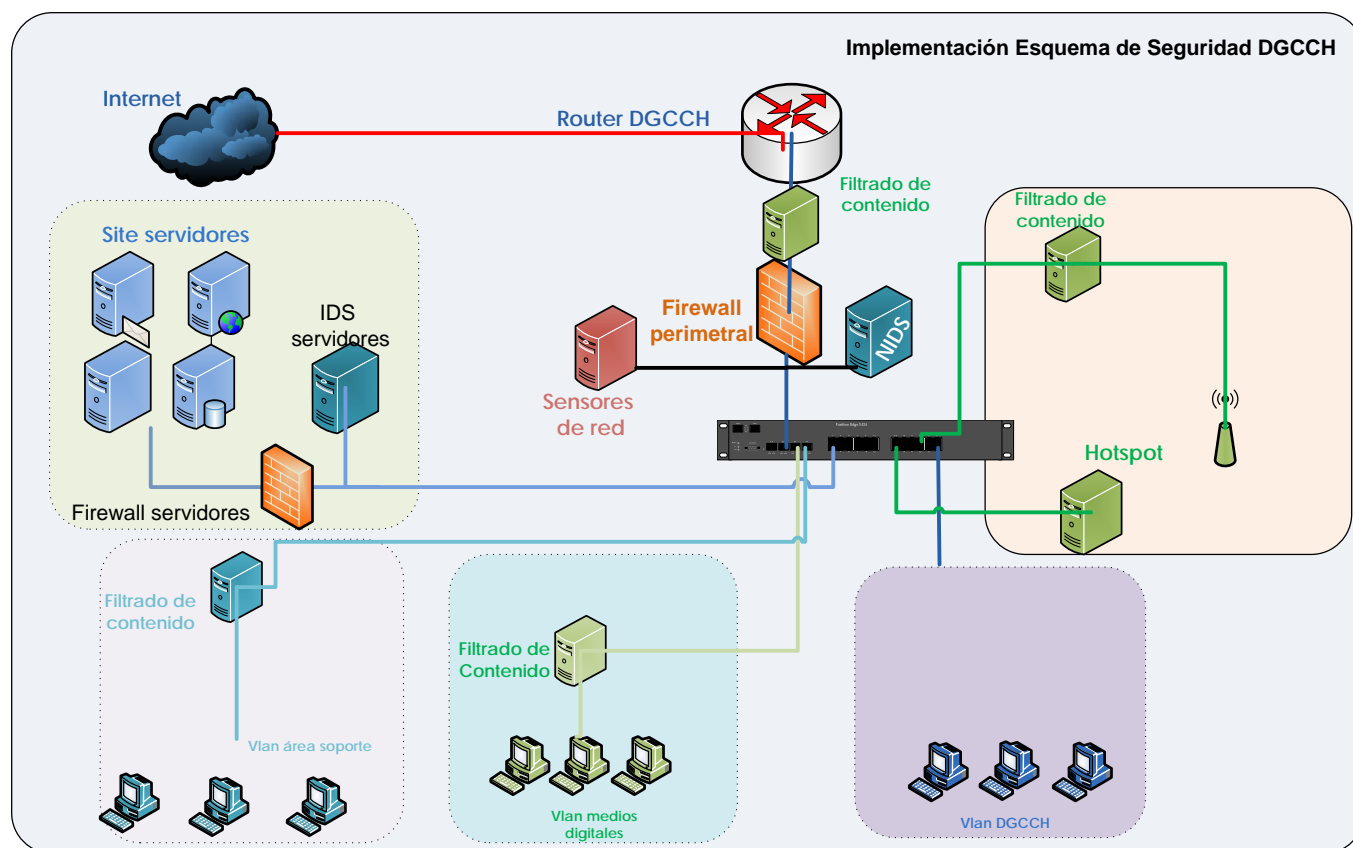 Implementación Esquema de Seguridad DGCCH
Internet
Router DGCCH
Filtrado de
contenido
Filtrado de
contenido
Site servidores
IDS
servidores
Firewall
perimetral
NIDS
Sensores
de red
Hotspot
Firewall servidores
Filtrado de
contenido
Filtrado de
Contenido
Vlan área soporte
Vlan medios
digitales
Vlan DGCCH